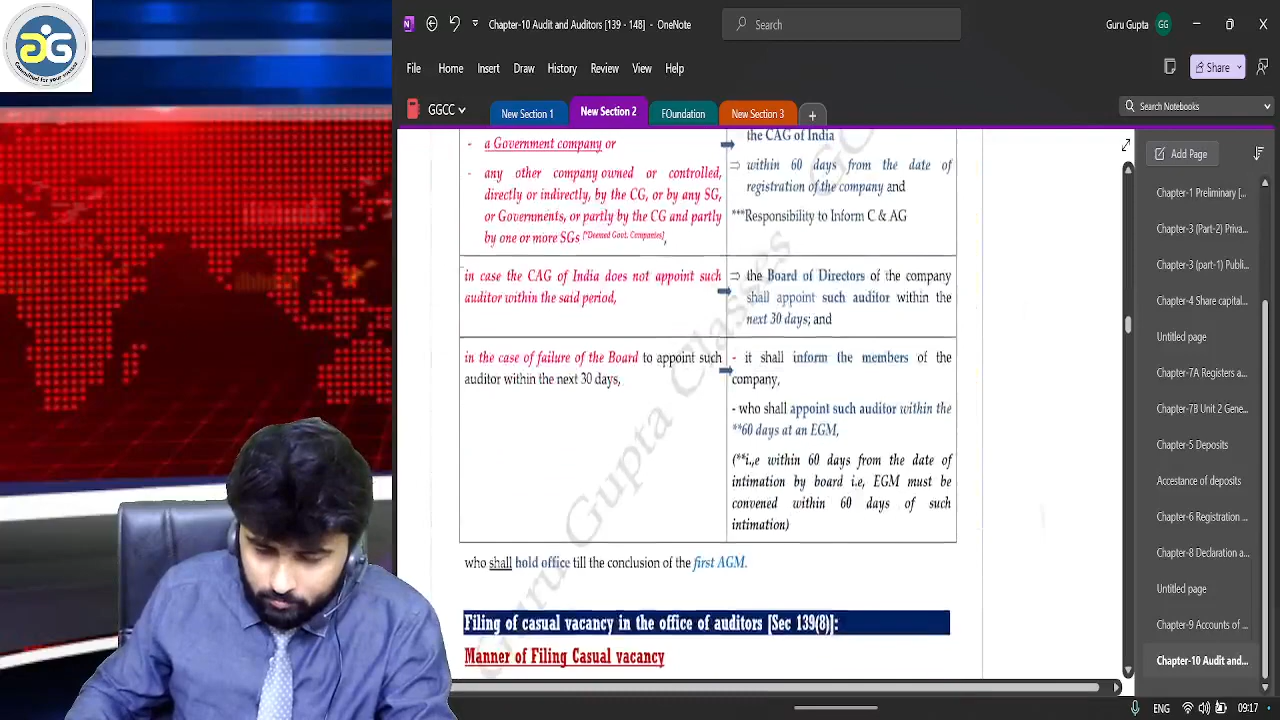 Chapter-10 Audit and Auditors [139 - 148] - OneNote
Search
Guru Gupta
GG
File
Home
Insert
Draw
History
Review
View
Help
Share
GGCC
New Section 1
New Section 2
FOundation
New Section 3
Search Notebooks
- a Government company or
- any other company owned or controlled,
directly or indirectly, by the CG, or by any SG,
or Governments, or partly by the CG and partly
by one or more SGs [*Deemed Govt. Companies],
the CAG of India
⇒ within 60 days from the date of
registration of the company and
***Responsibility to Inform C & AG
in case the CAG of India does not appoint such
auditor within the said period,
⇒ the Board of Directors of the company
shall appoint such auditor within the
next 30 days; and
in the case of failure of the Board to appoint such
auditor within the next 30 days,
- it shall inform the members of the
company,
- who shall appoint such auditor within the
**60 days at an EGM,
(**i.,e within 60 days from the date of
intimation by board i.e, EGM must be
convened within 60 days of such
intimation)
who shall hold office till the conclusion of the first AGM.
Filing of casual vacancy in the office of auditors [Sec 139(8)]:
Manner of Filing Casual vacancy
Guru Gupta Classes GC
Add Page
Chapter-1 Preliminary [...
Chapter-3 (Part-2) Priva...
Chapter-3 (part-1) Publi...
Chapter-4 Share capital...
Untitled page
Chapter-7 Registers a...
Chapter-7 Unit 2 Gen...
Chapter-5 Deposits
Acceptance of deposi...
Chapter-6 Registration ...
Chapter-8 Declaration a...
Untitled page
Chapter-9 Accounts of ...
Chapter-10 Audit and...
ENG
09:17